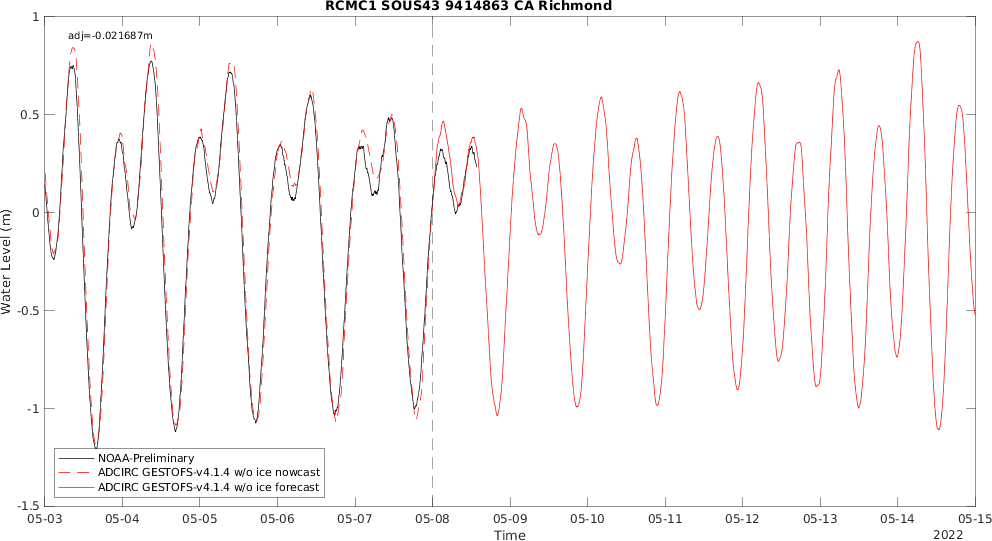 RCMC1 SOUS43 9414863 CA Richmond
adj=-0.021687m
1
0.5
0
-0.5
-1
-1.5
Water Level (m)
NOAA-Preliminary
ADCIRC GESTOFS-v4.1.4 w/o ice nowcast
ADCIRC GESTOFS-v4.1.4 w/o ice forecast
05-03 05-04 05-05 05-06 05-07 05-08 05-09 05-10 05-11 05-12 05-13 05-14 05-15
Time
2022